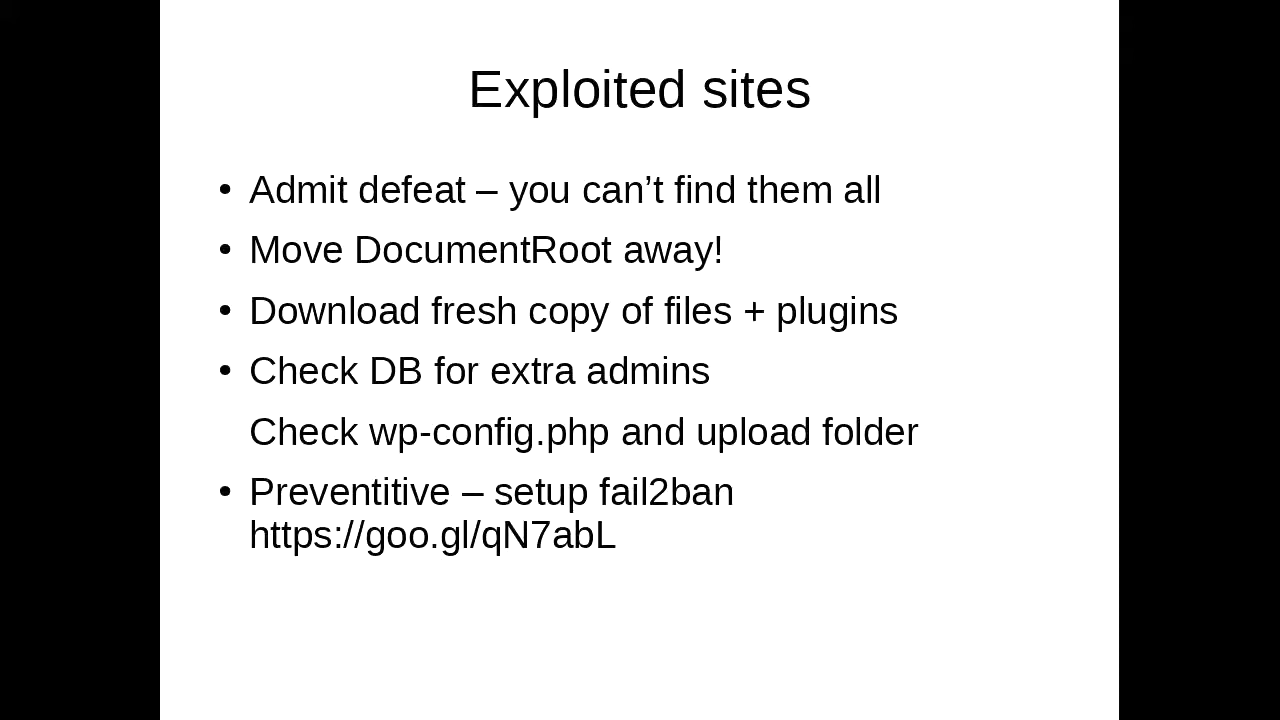 Exploited sites
• Admit defeat – you can’t find them all
• Move DocumentRoot away!
• Download fresh copy of files + plugins
• Check DB for extra admins
Check wp-config.php and upload folder
• Preventitive – setup fail2ban
https://goo.gl/qN7abL